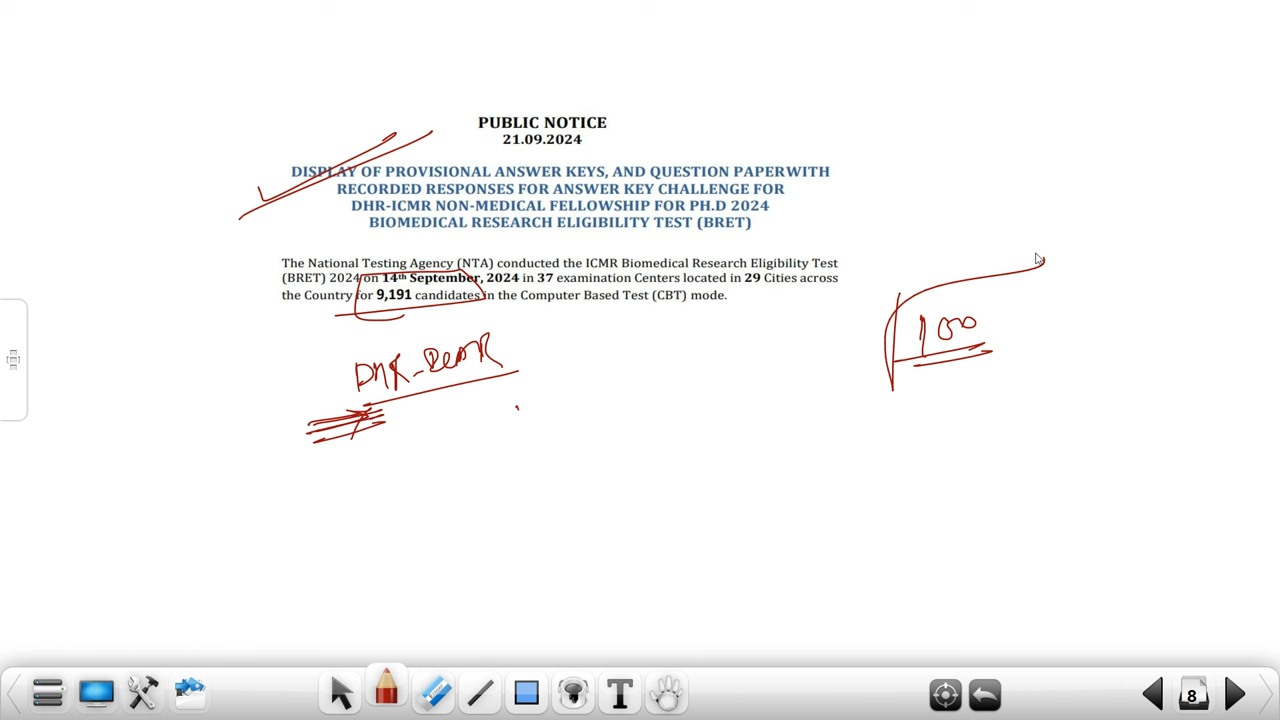 PUBLIC NOTICE
21.09.2024
DISPLAY OF PROVISIONAL ANSWER KEYS, AND QUESTION PAPERWITH
RECORDED RESPONSES FOR ANSWER KEY CHALLENGE FOR
DHR-ICMR NON-MEDICAL FELLOWSHIP FOR PH.D 2024
BIOMEDICAL RESEARCH ELIGIBILITY TEST (BRET)
The National Testing Agency (NTA) conducted the ICMR Biomedical Research Eligibility Test
(BRET) 2024 on 14th September, 2024 in 37 examination Centers located in 29 Cities across
the Country for 9,191 candidates in the Computer Based Test (CBT) mode.
100
DHR-
T
8